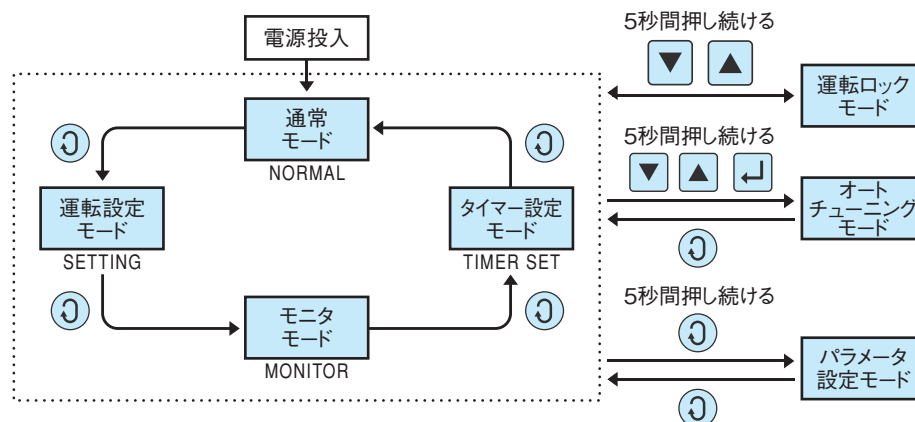 電源投入
通常
モード
NORMAL
運転設定
モード
SETTING
タイマー設定
モード
TIMER SET
モニタ
モード
MONITOR
5秒間押し続ける
▼ ▲
運転ロック
モード
5秒間押し続ける
▼ ▲ ↵
オート
チューニング
モード
5秒間押し続ける
パラメータ
設定モード